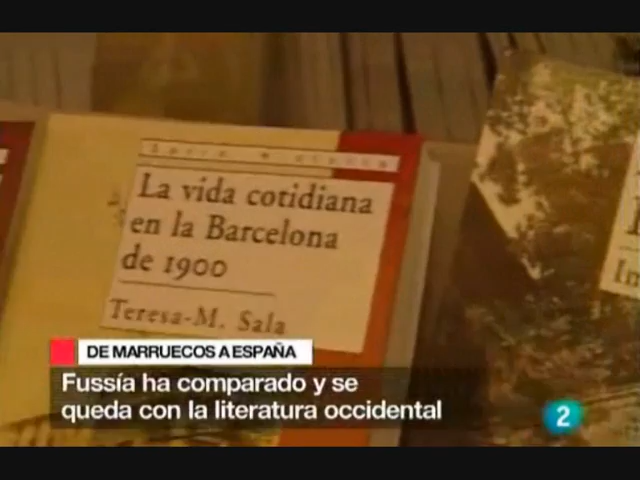 La vida cotidiana
en la Barcelona
de 1900
Teresa-M. Sala
In
DE MARRUECOS A ESPAÑA
Fussía ha comparado y se
queda con la literatura occidental
2